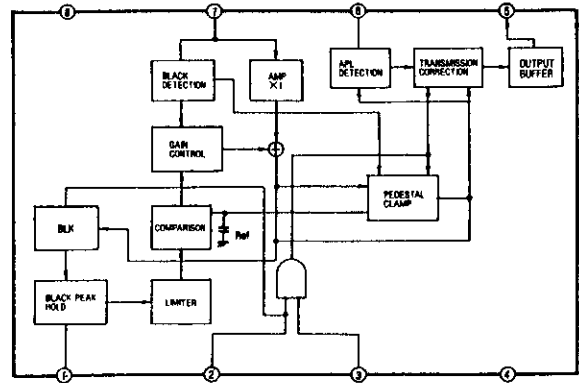 8
7
6
5
BLACK
DETECTION
AMP
×1
APL
DETECTION
TRANSMISSION
CORRECTION
OUTPUT
BUFFER
GAIN
CONTROL
PEDESTAL
CLAMP
BLK
COMPARISON
Ref
BLACK PEAK
HOLD
LIMITER
1
2
3
4